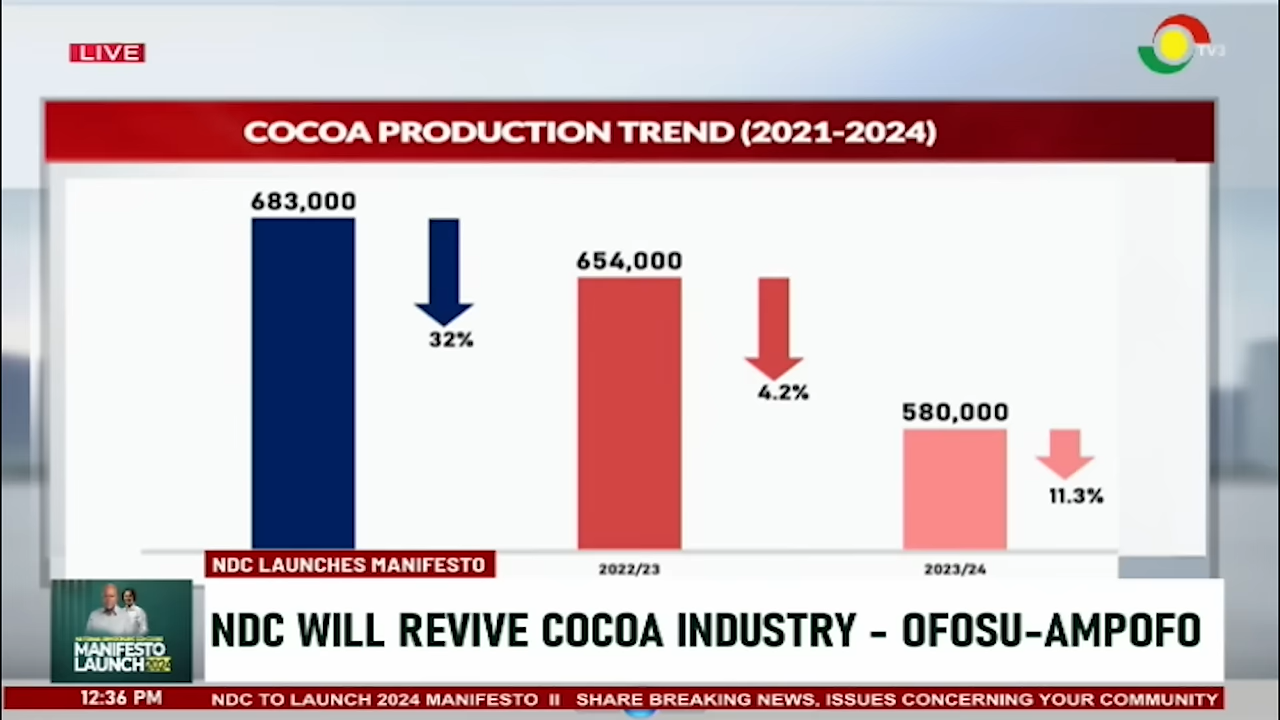 LIVE
TV3
COCOA PRODUCTION TREND (2021-2024)
683,000
32%
654,000
4.2%
580,000
11.3%
2022/23
2023/24
NDC LAUNCHES MANIFESTO
NDC WILL REVIVE COCOA INDUSTRY - OFOSU-AMPOFO
MANIFESTO
LAUNCH 2024
12:36 PM
NDC TO LAUNCH 2024 MANIFESTO II SHARE BREAKING NEWS, ISSUES CONCERNING YOUR COMMUNITY